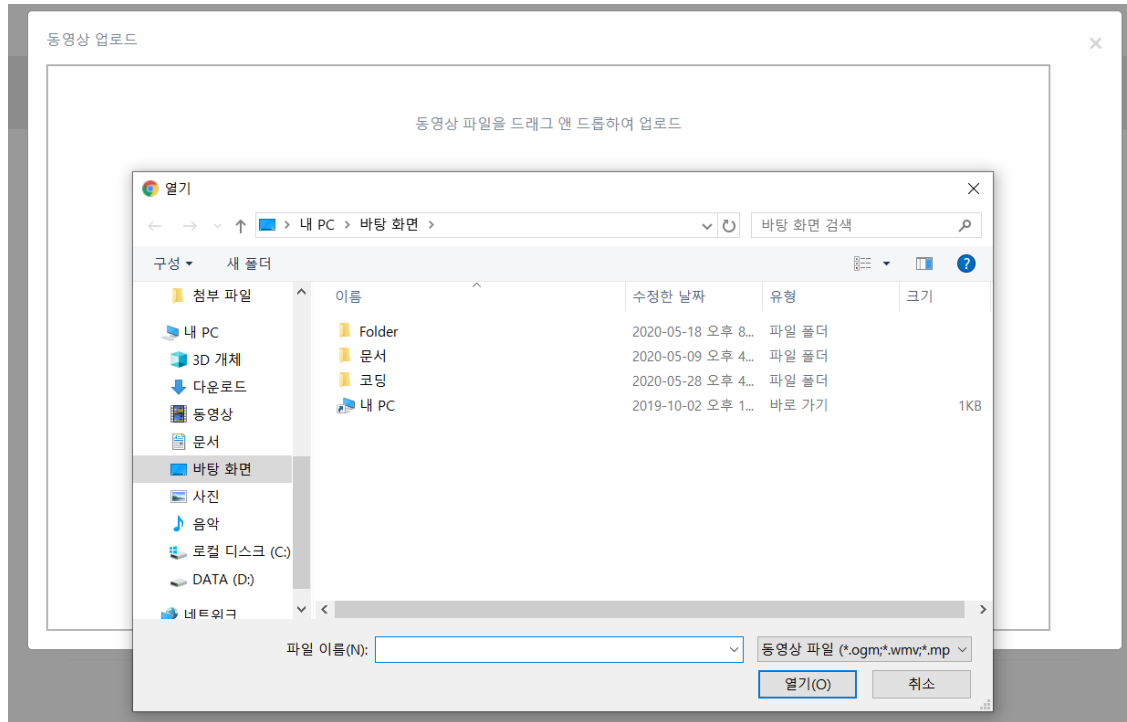 동영상 업로드
×
동영상 파일을 드래그 앤 드롭하여 업로드
열기
내 PC > 바탕 화면 >
바탕 화면 검색
구성 새 폴더
첨부 파일
내 PC
3D 개체
다운로드
동영상
문서
바탕 화면
사진
음악
로컬 디스크 (C:)
DATA (D:)
네트워크
이름 수정한 날짜 유형 크기
Folder 2020-05-18 오후 8... 파일 폴더
문서 2020-05-09 오후 4... 파일 폴더
코딩 2020-05-28 오후 4... 파일 폴더
내 PC 2019-10-02 오후 1... 바로 가기 1KB
파일 이름(N): 동영상 파일 (*.ogm;*.wmv;*.mp
열기(O) 취소